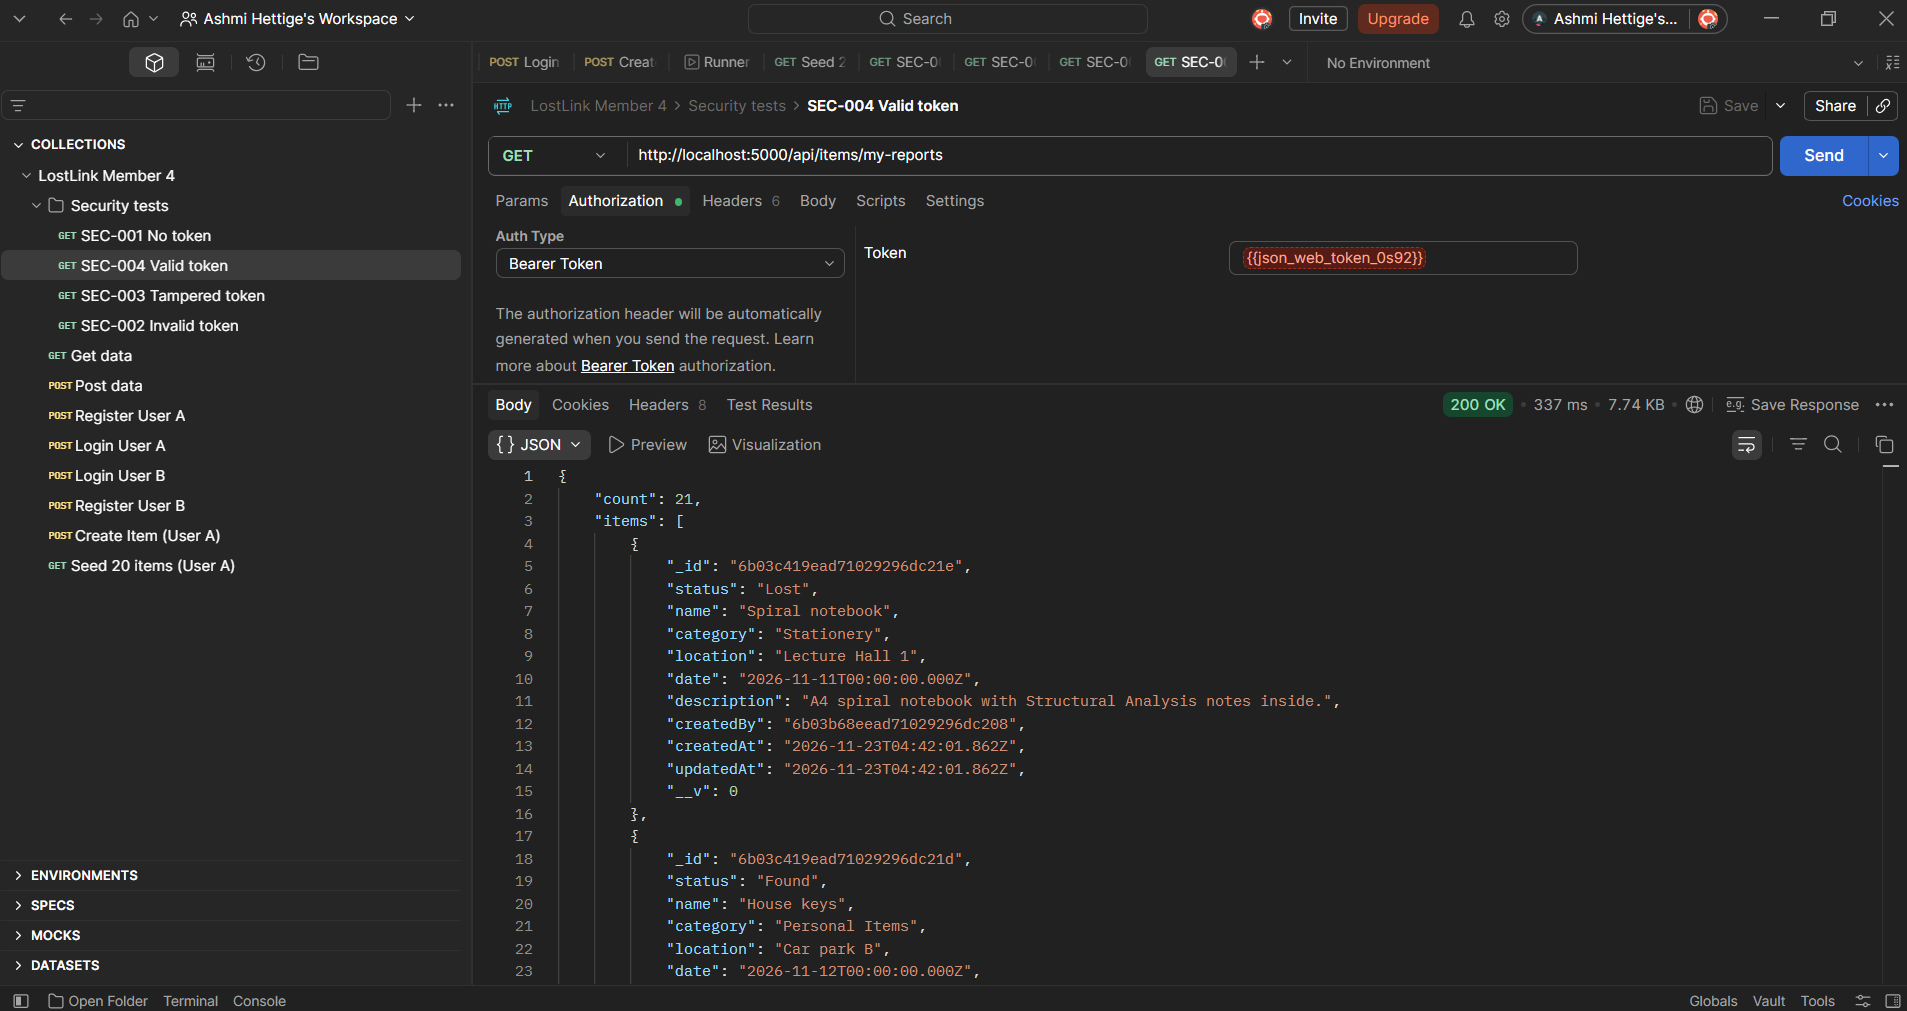 Ashmi Hettige's Workspace
Search
Invite
Upgrade
Ashmi Hettige's...
POST Login
POST Creat
Runner
GET Seed 2
GET SEC-0
GET SEC-0
GET SEC-0
GET SEC-0
No Environment
COLLECTIONS
LostLink Member 4
Security tests
GET SEC-001 No token
GET SEC-004 Valid token
GET SEC-003 Tampered token
GET SEC-002 Invalid token
GET Get data
POST Post data
POST Register User A
POST Login User A
POST Login User B
POST Register User B
POST Create Item (User A)
GET Seed 20 items (User A)
ENVIRONMENTS
SPECS
MOCKS
DATASETS
HTTP LostLink Member 4 > Security tests > SEC-004 Valid token
Save
Share
GET http://localhost:5000/api/items/my-reports
Send
Params Authorization Headers 6 Body Scripts Settings
Cookies
Auth Type
Bearer Token
The authorization header will be automatically
generated when you send the request. Learn
more about Bearer Token authorization.
Token
{{json_web_token_0s92}}
Body Cookies Headers 8 Test Results
200 OK • 337 ms • 7.74 KB
e.g. Save Response
{} JSON Preview Visualization
1 {
2 "count": 21,
3 "items": [
4 {
5 "_id": "6b03c419ead71029296dc21e",
6 "status": "Lost",
7 "name": "Spiral notebook",
8 "category": "Stationery",
9 "location": "Lecture Hall 1",
10 "date": "2026-11-11T00:00:00.000Z",
11 "description": "A4 spiral notebook with Structural Analysis notes inside.",
12 "createdBy": "6b03b68eead71029296dc208",
13 "createdAt": "2026-11-23T04:42:01.862Z",
14 "updatedAt": "2026-11-23T04:42:01.862Z",
15 "__v": 0
16 },
17 {
18 "_id": "6b03c419ead71029296dc21d",
19 "status": "Found",
20 "name": "House keys",
21 "category": "Personal Items",
22 "location": "Car park B",
23 "date": "2026-11-12T00:00:00.000Z",
Open Folder Terminal Console
Globals Vault Tools